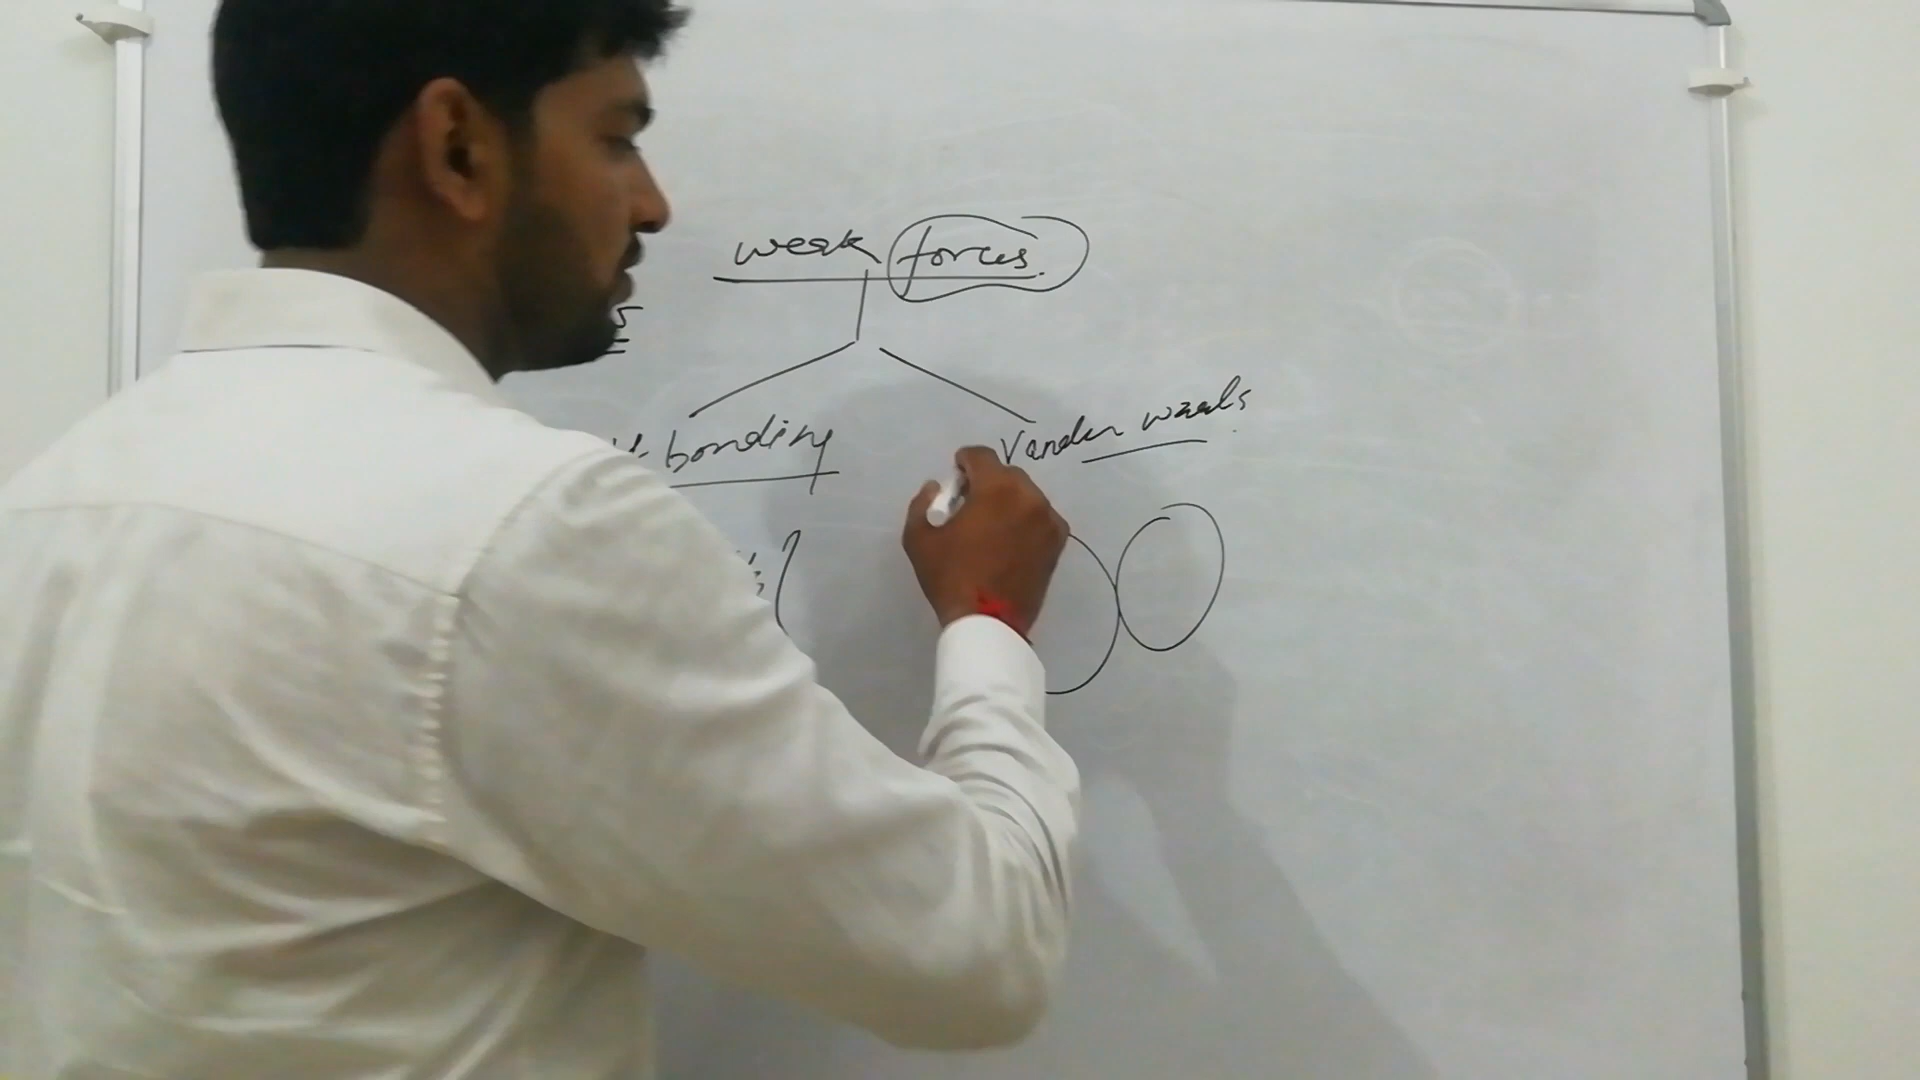 weak forces.
H-bonding
Vander waals.